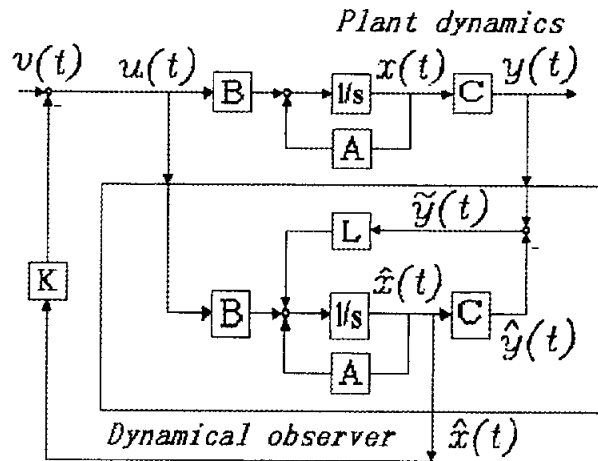 Plant dynamics
v(t) u(t) x(t) y(t)
B 1/s C
A
ỹ(t)
L
K
x̂(t)
B 1/s C
ŷ(t)
A
Dynamical observer x̂(t)